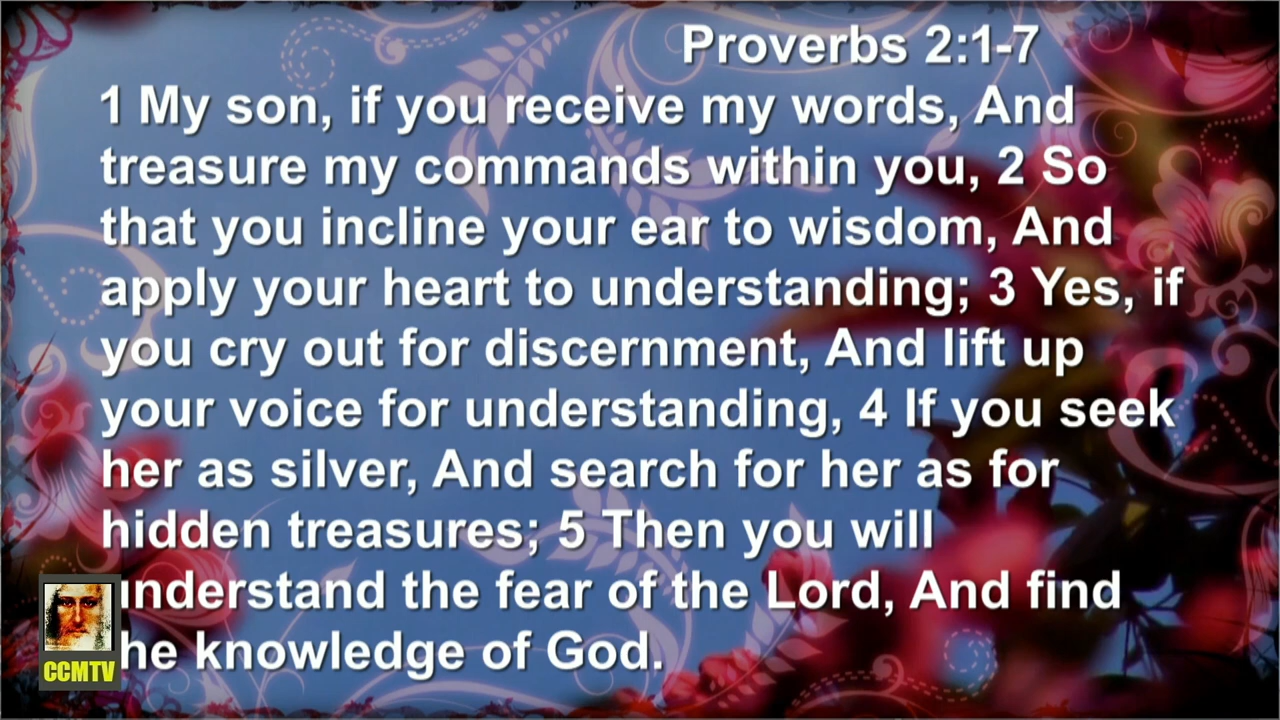 Proverbs 2:1-7
1 My son, if you receive my words, And
treasure my commands within you, 2 So
that you incline your ear to wisdom, And
apply your heart to understanding; 3 Yes, if
you cry out for discernment, And lift up
your voice for understanding, 4 If you seek
her as silver, And search for her as for
hidden treasures; 5 Then you will
understand the fear of the Lord, And find
the knowledge of God.
CCMTV